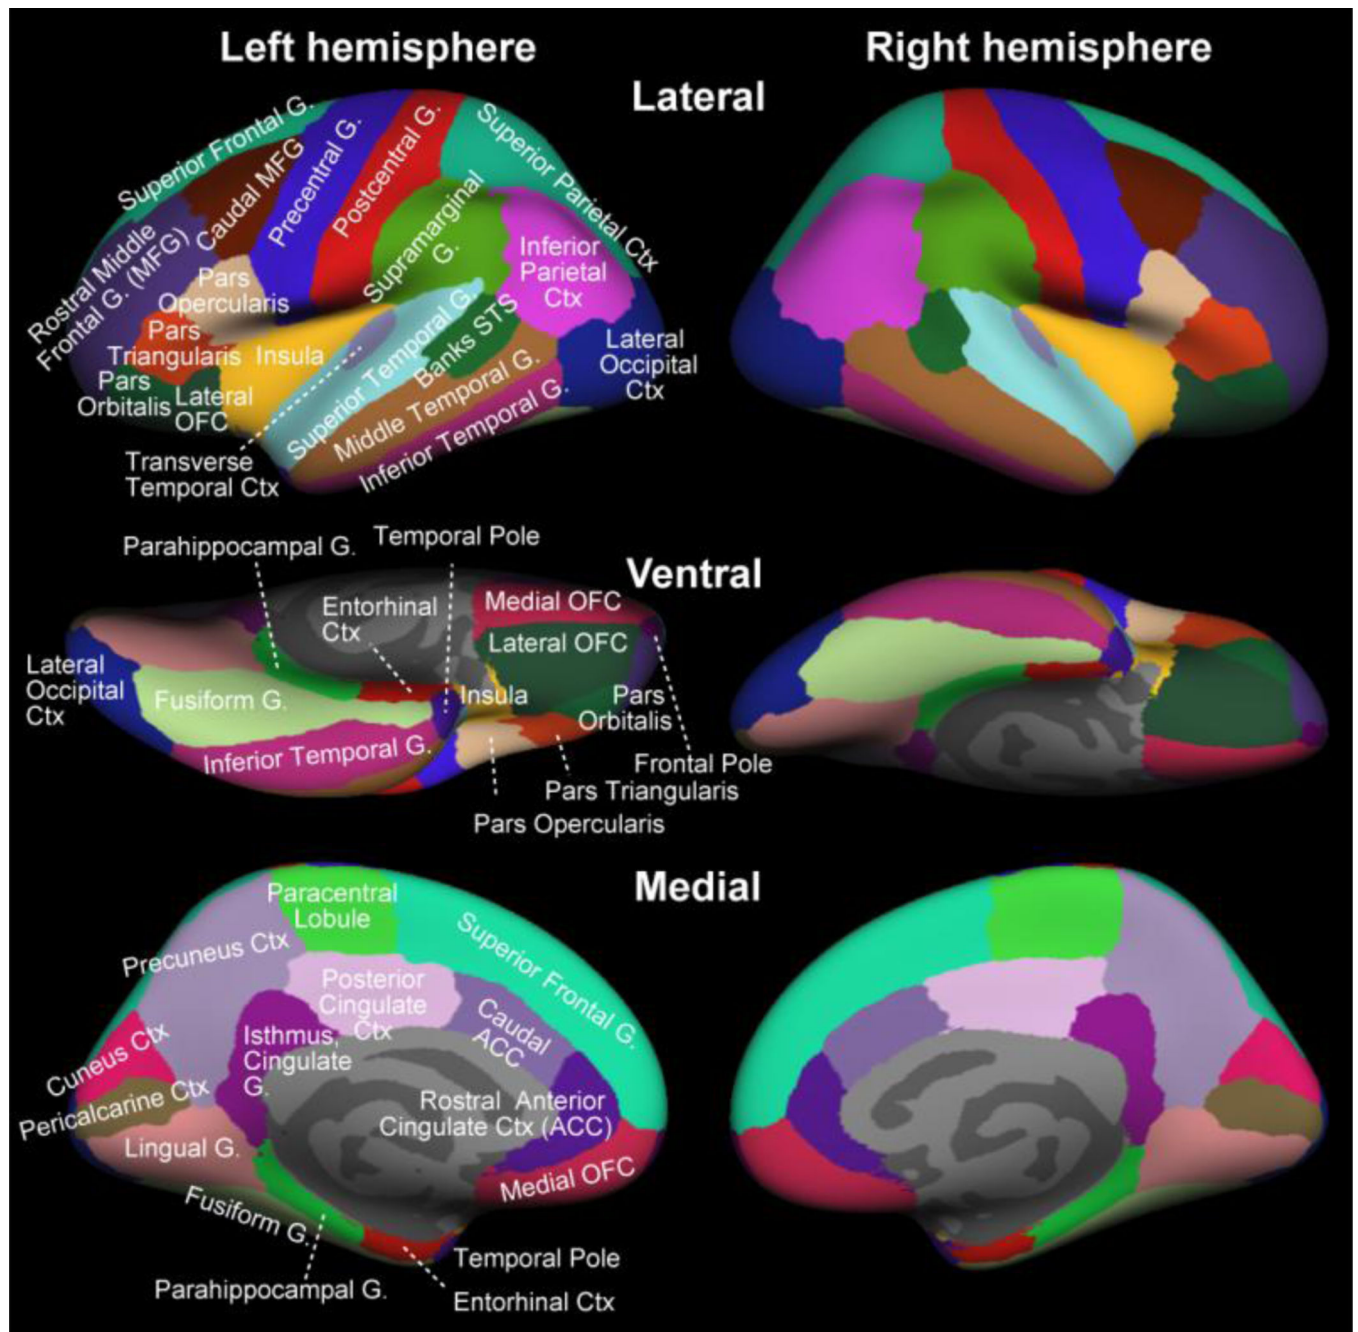 Left hemisphere
Right hemisphere
Lateral
Superior Frontal G.
Caudal MFG
Precentral G.
Postcentral G.
Superior Parietal Ctx
Rostral Middle
Frontal G. (MFG)
Pars
Opercularis
Supramarginal
G.
Inferior
Parietal
Ctx
Pars
Triangularis
Insula
Superior Temporal G.
Banks STS
Lateral
Occipital
Ctx
Pars
Orbitalis
Lateral
OFC
Middle Temporal G.
Inferior Temporal G.
Transverse
Temporal Ctx
Parahippocampal G.
Temporal Pole
Ventral
Entorhinal
Ctx
Medial OFC
Lateral OFC
Lateral
Occipital
Ctx
Fusiform G.
Insula
Pars
Orbitalis
Inferior Temporal G.
Frontal Pole
Pars Triangularis
Pars Opercularis
Medial
Paracentral
Lobule
Superior Frontal G.
Precuneus Ctx
Posterior
Cingulate
Ctx
Caudal
ACC
Isthmus,
Cingulate
G.
Cuneus Ctx
Pericalcarine Ctx
Rostral Anterior
Cingulate Ctx (ACC)
Lingual G.
Medial OFC
Fusiform G.
Temporal Pole
Parahippocampal G.
Entorhinal Ctx